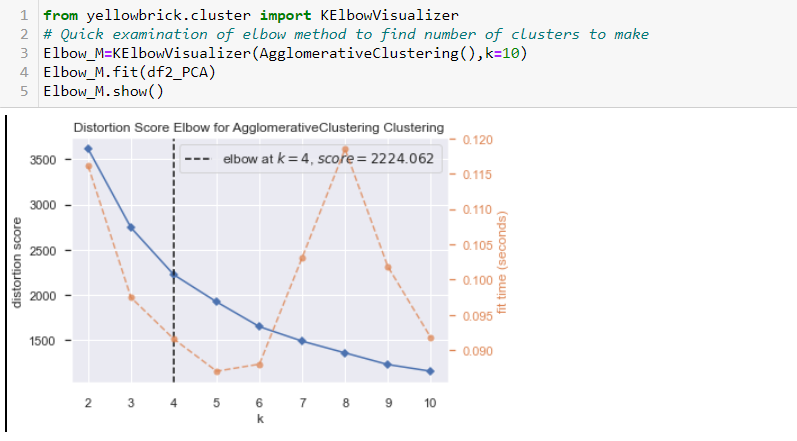 1 from yellowbrick.cluster import KElbowVisualizer
2 # Quick examination of elbow method to find number of clusters to make
3 Elbow_M=KElbowVisualizer(AgglomerativeClustering(),k=10)
4 Elbow_M.fit(df2_PCA)
5 Elbow_M.show()
Distortion Score Elbow for AgglomerativeClustering Clustering
elbow at k = 4, score = 2224.062
distortion score
3500
3000
2500
2000
1500
0.120
0.115
0.110
0.105
0.100
0.095
0.090
fit time (seconds)
2 3 4 5 6 7 8 9 10
k